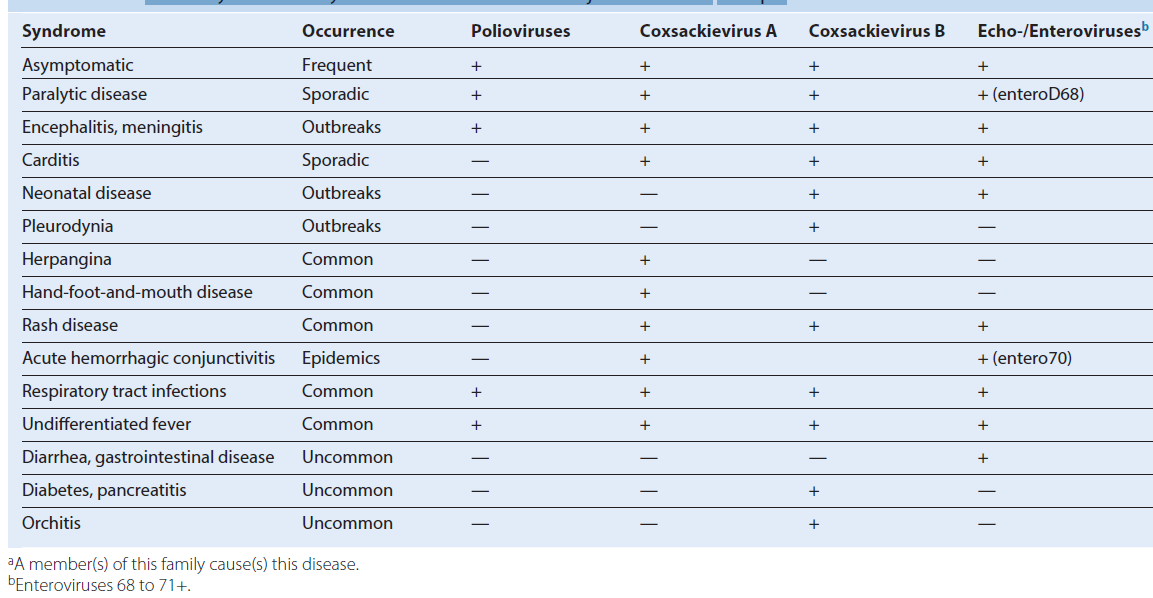 Syndrome Occurrence Polioviruses Coxsackievirus A Coxsackievirus B Echo-/Enterovirusesb
Asymptomatic Frequent + + + +
Paralytic disease Sporadic + + + + (enteroD68)
Encephalitis, meningitis Outbreaks + + + +
Carditis Sporadic — + + +
Neonatal disease Outbreaks — — + +
Pleurodynia Outbreaks — — + —
Herpangina Common — + — —
Hand-foot-and-mouth disease Common — + — —
Rash disease Common — + + +
Acute hemorrhagic conjunctivitis Epidemics — + + (entero70)
Respiratory tract infections Common + + + +
Undifferentiated fever Common + + + +
Diarrhea, gastrointestinal disease Uncommon — — — +
Diabetes, pancreatitis Uncommon — — + —
Orchitis Uncommon — — + —
aA member(s) of this family cause(s) this disease.
bEnteroviruses 68 to 71+.